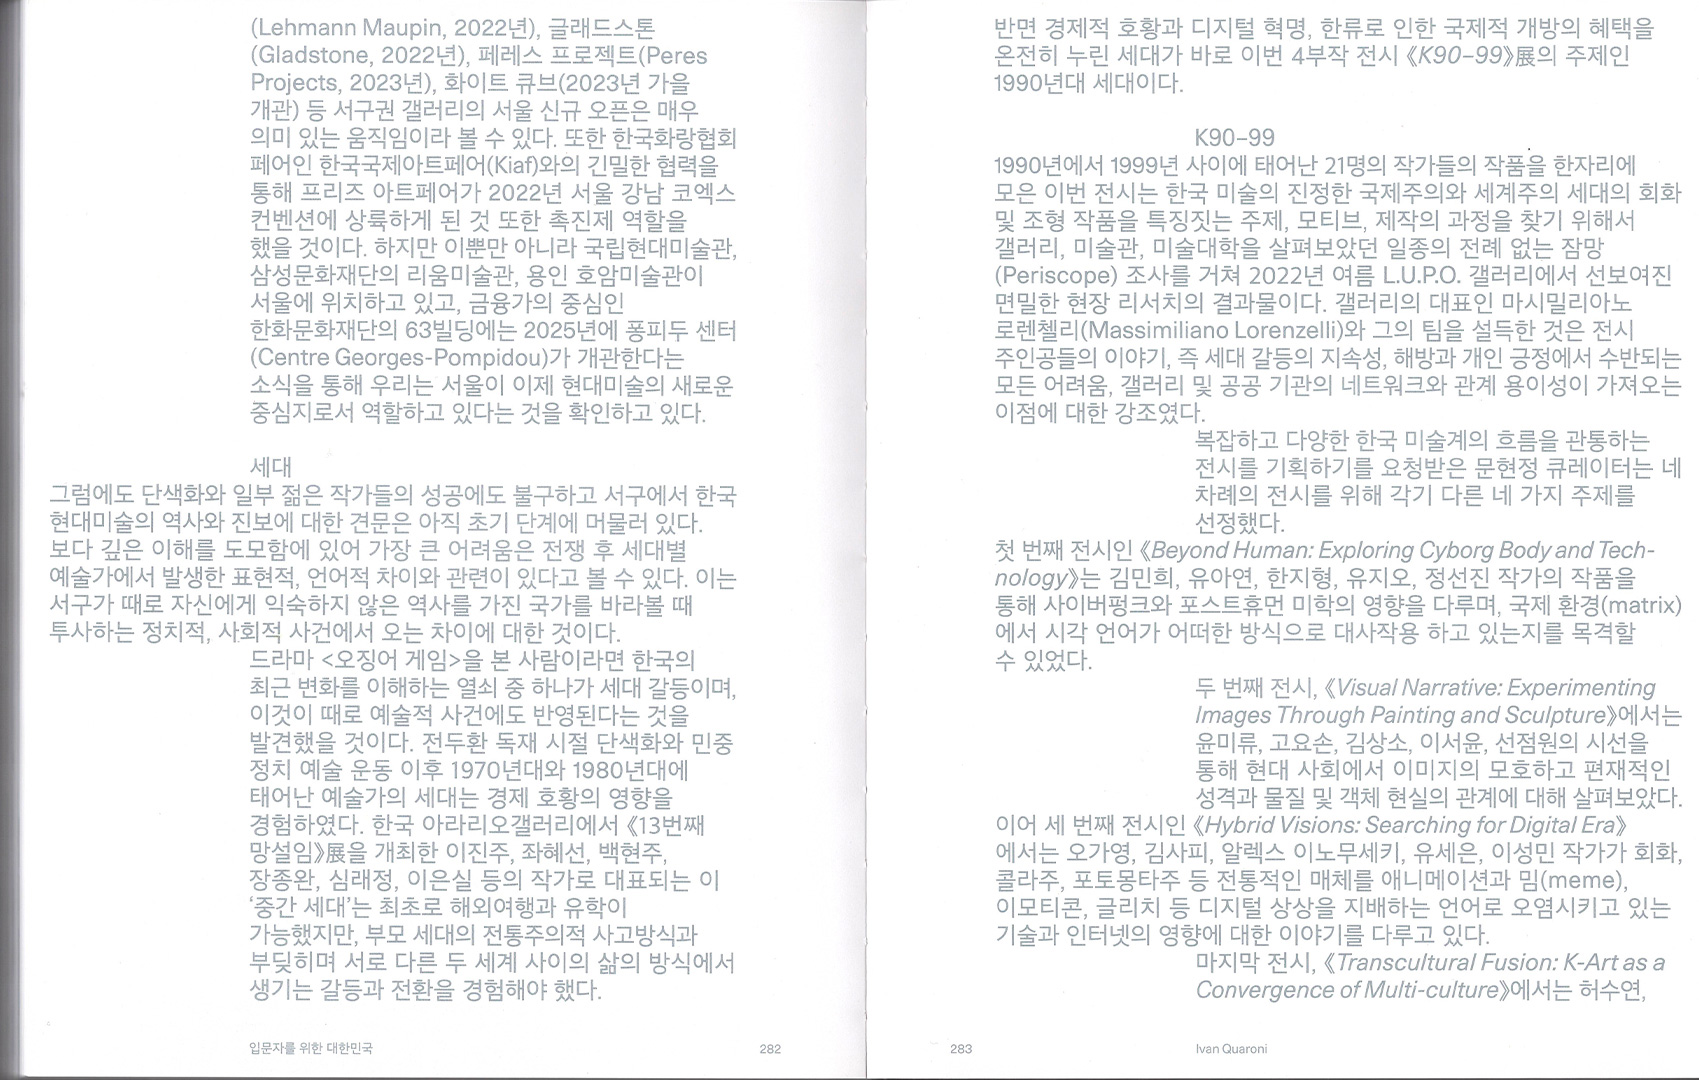 (Lehmann Maupin, 2022년), 글래드스톤
(Gladstone, 2022년), 페레스 프로젝트(Peres
Projects, 2023년), 화이트 큐브(2023년 가을
개관) 등 서구권 갤러리의 서울 신규 오픈은 매우
의미 있는 움직임이라 볼 수 있다. 또한 한국화랑협회
페어인 한국국제아트페어(Kiaf)와의 긴밀한 협력을
통해 프리즈 아트페어가 2022년 서울 강남 코엑스
컨벤션에 상륙하게 된 것 또한 촉진제 역할을
했을 것이다. 하지만 이뿐만 아니라 국립현대미술관,
삼성문화재단의 리움미술관, 용인 호암미술관이
서울에 위치하고 있고, 금융가의 중심인
한화문화재단의 63빌딩에는 2025년에 퐁피두 센터
(Centre Georges-Pompidou)가 개관한다는
소식을 통해 우리는 서울이 이제 현대미술의 새로운
중심지로서 역할하고 있다는 것을 확인하고 있다.
세대
그럼에도 단색화와 일부 젊은 작가들의 성공에도 불구하고 서구에서 한국
현대미술의 역사와 진보에 대한 견문은 아직 초기 단계에 머물러 있다.
보다 깊은 이해를 도모함에 있어 가장 큰 어려움은 전쟁 후 세대별
예술가에서 발생한 표현적, 언어적 차이와 관련이 있다고 볼 수 있다. 이는
서구가 때로 자신에게 익숙하지 않은 역사를 가진 국가를 바라볼 때
투사하는 정치적, 사회적 사건에서 오는 차이에 대한 것이다.
드라마 <오징어 게임>을 본 사람이라면 한국의
최근 변화를 이해하는 열쇠 중 하나가 세대 갈등이며,
이것이 때로 예술적 사건에도 반영된다는 것을
발견했을 것이다. 전두환 독재 시절 단색화와 민중
정치 예술 운동 이후 1970년대와 1980년대에
태어난 예술가의 세대는 경제 호황의 영향을
경험하였다. 한국 아라리오갤러리에서 《13번째
망설임》展을 개최한 이진주, 좌혜선, 백현주,
장종완, 심래정, 이은실 등의 작가로 대표되는 이
‘중간 세대’는 최초로 해외여행과 유학이
가능했지만, 부모 세대의 전통주의적 사고방식과
부딪히며 서로 다른 두 세계 사이의 삶의 방식에서
생기는 갈등과 전환을 경험해야 했다.
입문자를 위한 대한민국
282
반면 경제적 호황과 디지털 혁명, 한류로 인한 국제적 개방의 혜택을
온전히 누린 세대가 바로 이번 4부작 전시 《K90–99》展의 주제인
1990년대 세대이다.
K90–99
1990년에서 1999년 사이에 태어난 21명의 작가들의 작품을 한자리에
모은 이번 전시는 한국 미술의 진정한 국제주의와 세계주의 세대의 회화
및 조형 작품을 특징짓는 주제, 모티브, 제작의 과정을 찾기 위해서
갤러리, 미술관, 미술대학을 살펴보았던 일종의 전례 없는 잠망
(Periscope) 조사를 거쳐 2022년 여름 L.U.P.O. 갤러리에서 선보여진
면밀한 현장 리서치의 결과물이다. 갤러리의 대표인 마시밀리아노
로렌첼리(Massimiliano Lorenzelli)와 그의 팀을 설득한 것은 전시
주인공들의 이야기, 즉 세대 갈등의 지속성, 해방과 개인 긍정에서 수반되는
모든 어려움, 갤러리 및 공공 기관의 네트워크와 관계 용이성이 가져오는
이점에 대한 강조였다.
복잡하고 다양한 한국 미술계의 흐름을 관통하는
전시를 기획하기를 요청받은 문현정 큐레이터는 네
차례의 전시를 위해 각기 다른 네 가지 주제를
선정했다.
첫 번째 전시인 《Beyond Human: Exploring Cyborg Body and Tech-
nology》는 김민희, 유아연, 한지형, 유지오, 정선진 작가의 작품을
통해 사이버펑크와 포스트휴먼 미학의 영향을 다루며, 국제 환경(matrix)
에서 시각 언어가 어떠한 방식으로 대사작용 하고 있는지를 목격할
수 있었다.
두 번째 전시, 《Visual Narrative: Experimenting
Images Through Painting and Sculpture》에서는
윤미류, 고요손, 김상소, 이서윤, 선점원의 시선을
통해 현대 사회에서 이미지의 모호하고 편재적인
성격과 물질 및 객체 현실의 관계에 대해 살펴보았다.
이어 세 번째 전시인 《Hybrid Visions: Searching for Digital Era》
에서는 오가영, 김사피, 알렉스 이노무세키, 유세은, 이성민 작가가 회화,
콜라주, 포토몽타주 등 전통적인 매체를 애니메이션과 밈(meme),
이모티콘, 글리치 등 디지털 상상을 지배하는 언어로 오염시키고 있는
기술과 인터넷의 영향에 대한 이야기를 다루고 있다.
마지막 전시, 《Transcultural Fusion: K-Art as a
Convergence of Multi-culture》에서는 허수연,
283
Ivan Quaroni